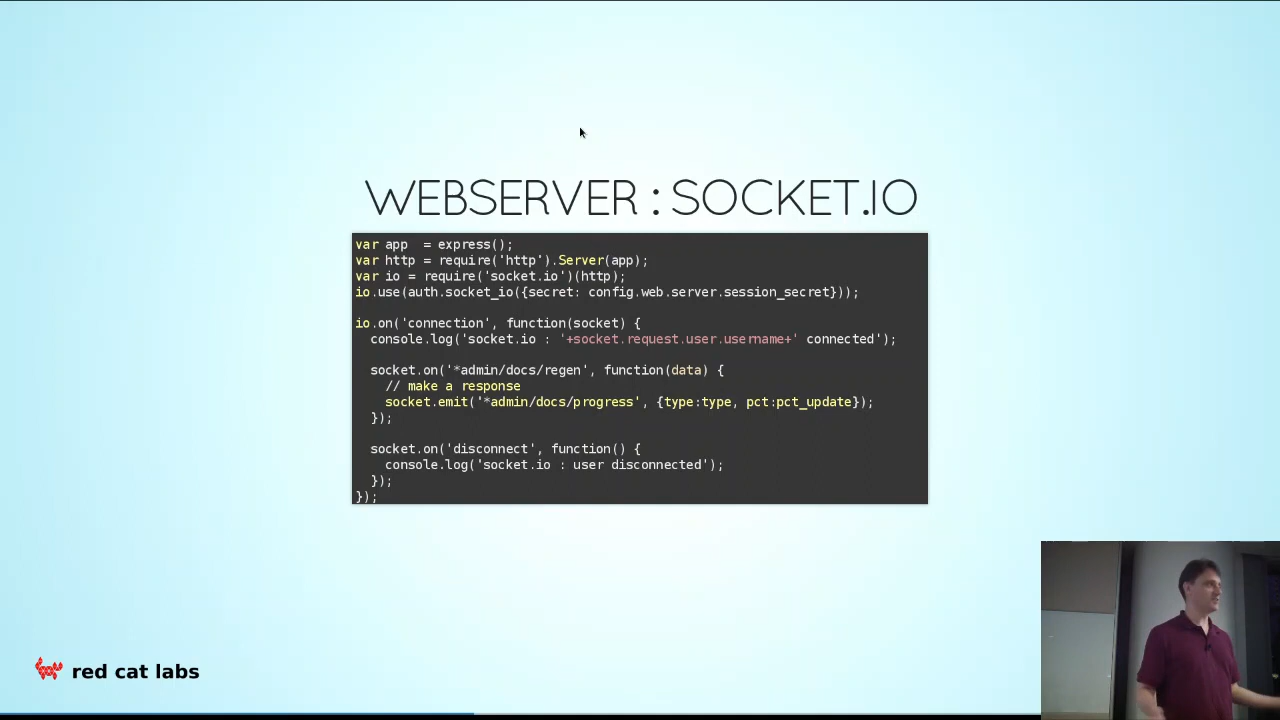 WEBSERVER : SOCKET.IO
var app  = express();
var http = require('http').Server(app);
var io = require('socket.io')(http);
io.use(auth.socket_io({secret: config.web.server.session_secret}));
io.on('connection', function(socket) {
  console.log('socket.io : '+socket.request.user.username+' connected');
  socket.on('*admin/docs/regen', function(data) {
    // make a response
    socket.emit('*admin/docs/progress', {type:type, pct:pct_update});
  });
  socket.on('disconnect', function() {
    console.log('socket.io : user disconnected');
  });
});
red cat labs